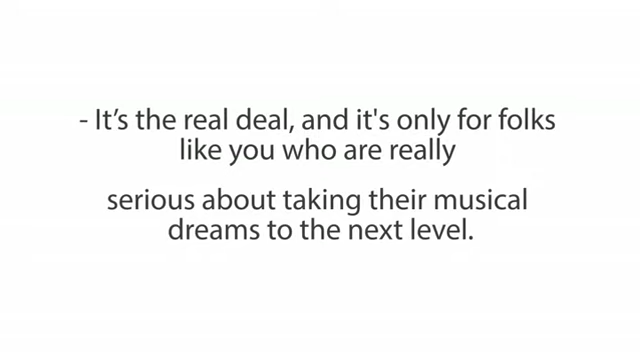 - It’s the real deal, and it's only for folks
like you who are really
serious about taking their musical
dreams to the next level.